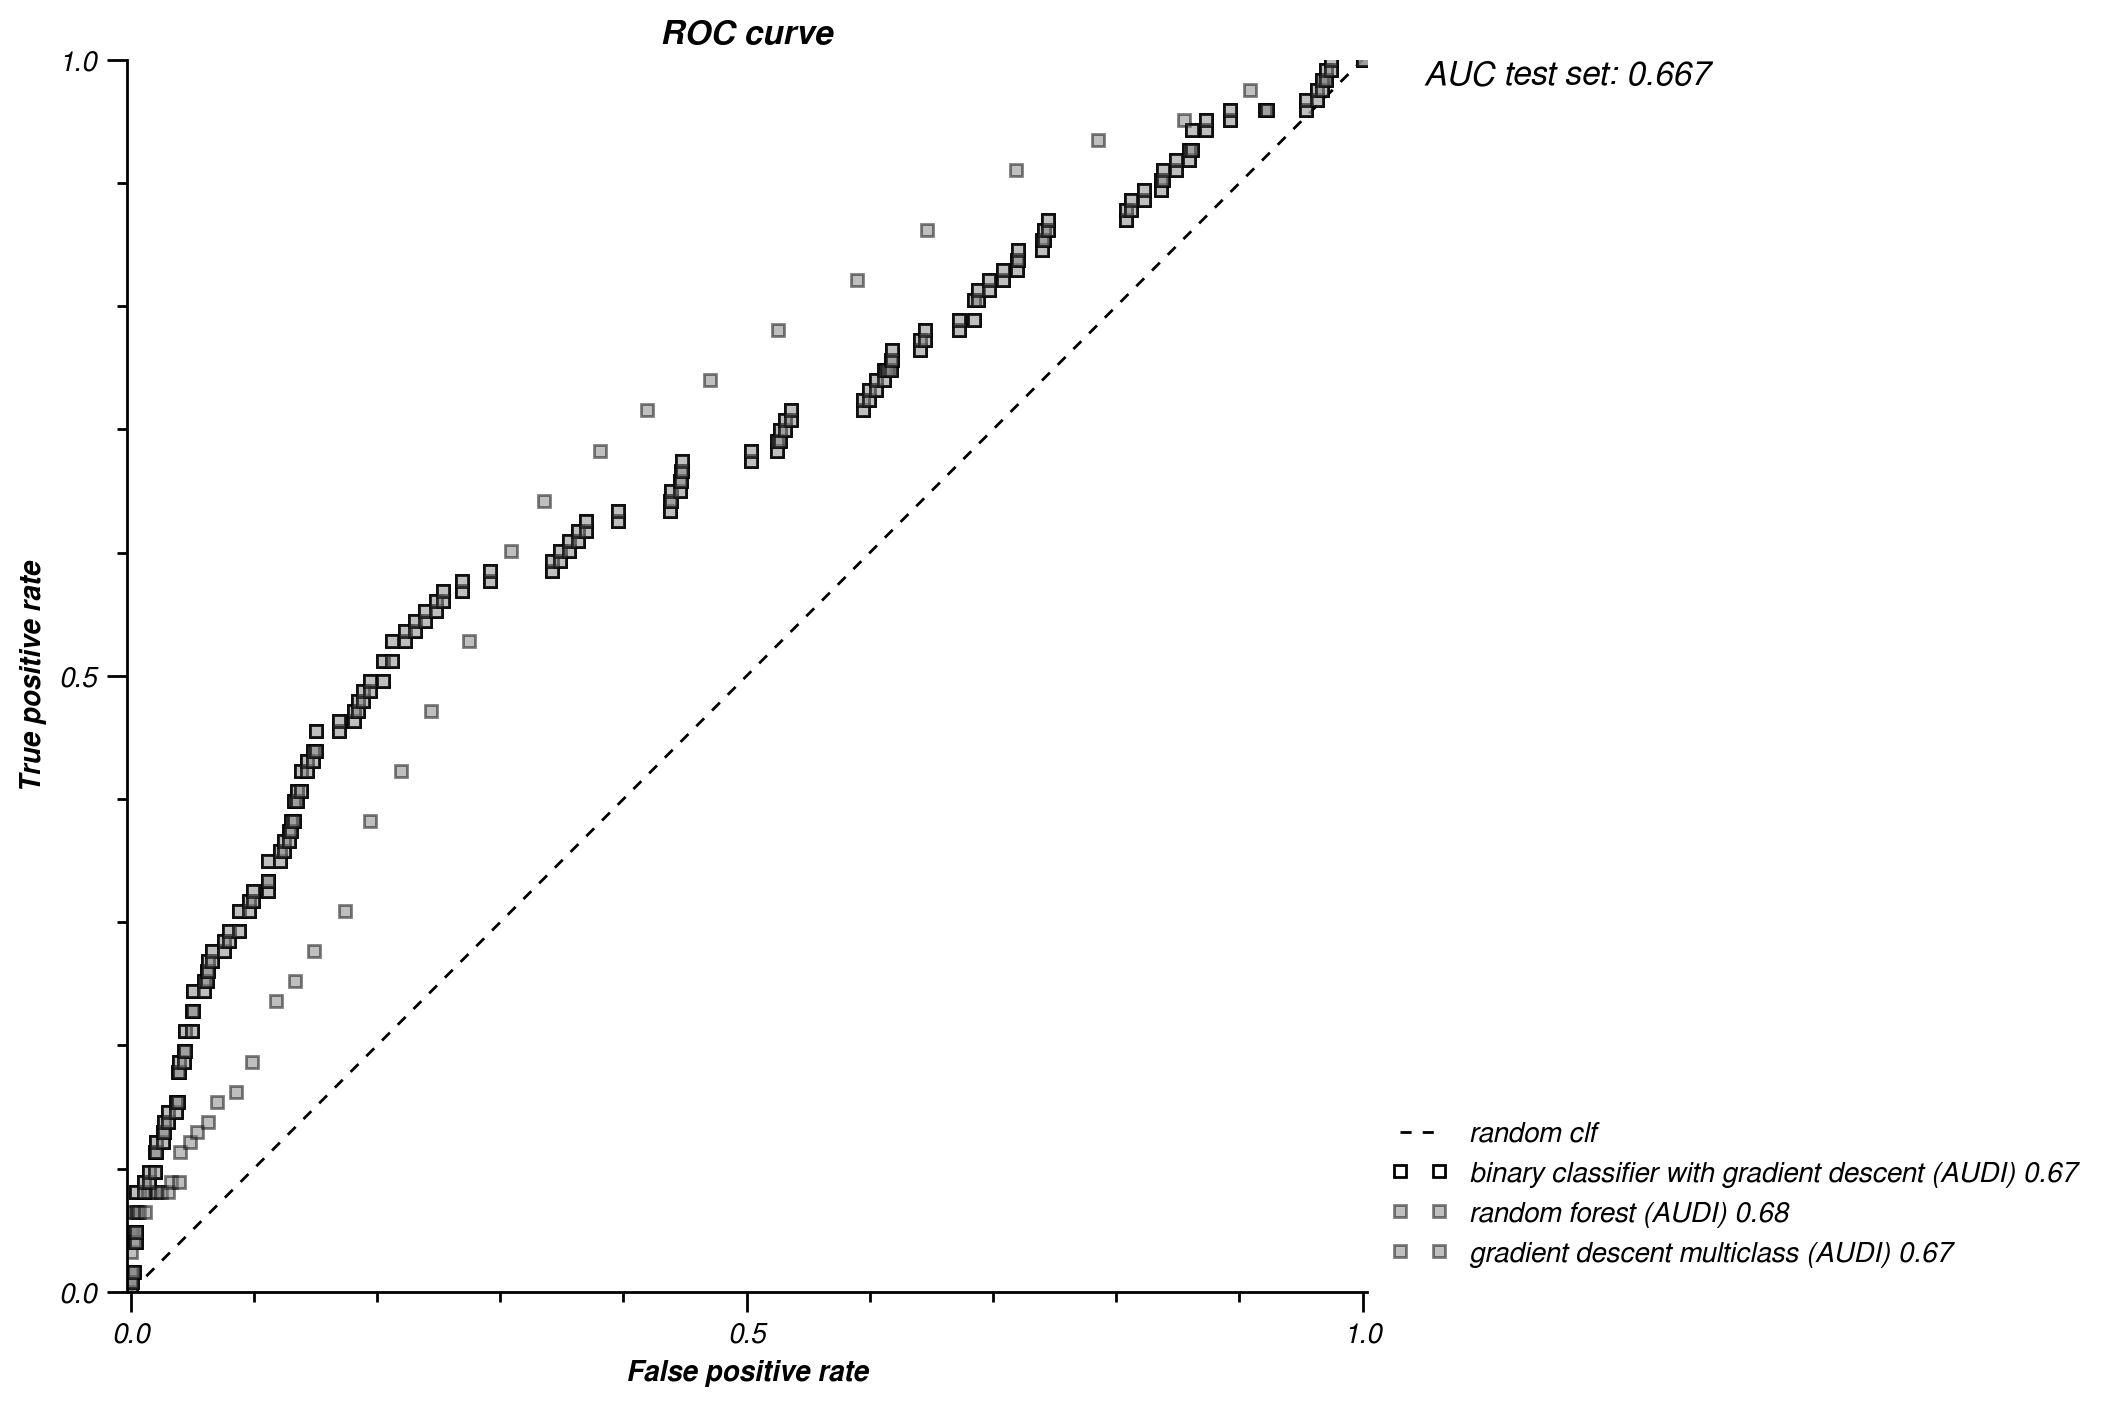 ROC curve
1.0
AUC test set: 0.667
True positive rate
0.5
random clf
binary classifier with gradient descent (AUDI) 0.67
random forest (AUDI) 0.68
gradient descent multiclass (AUDI) 0.67
0.0
0.0 0.5 1.0
False positive rate